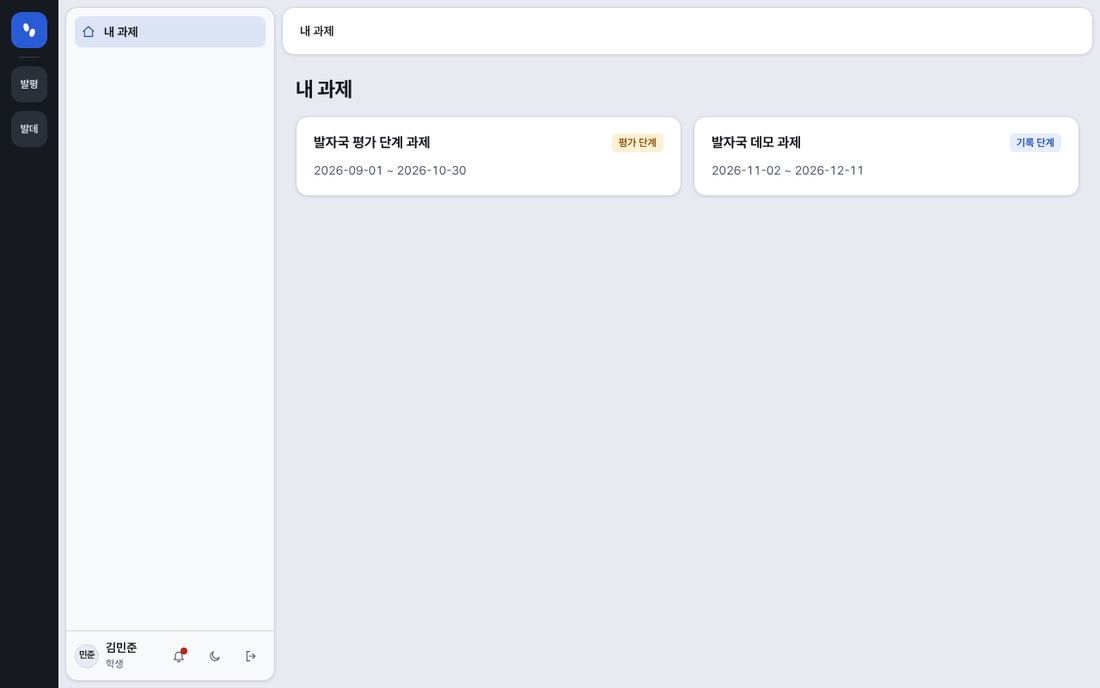 발평
발데
내 과제
민준
김민준
학생
내 과제
내 과제
발자국 평가 단계 과제
평가 단계
2026-09-01 ~ 2026-10-30
발자국 데모 과제
기록 단계
2026-11-02 ~ 2026-12-11